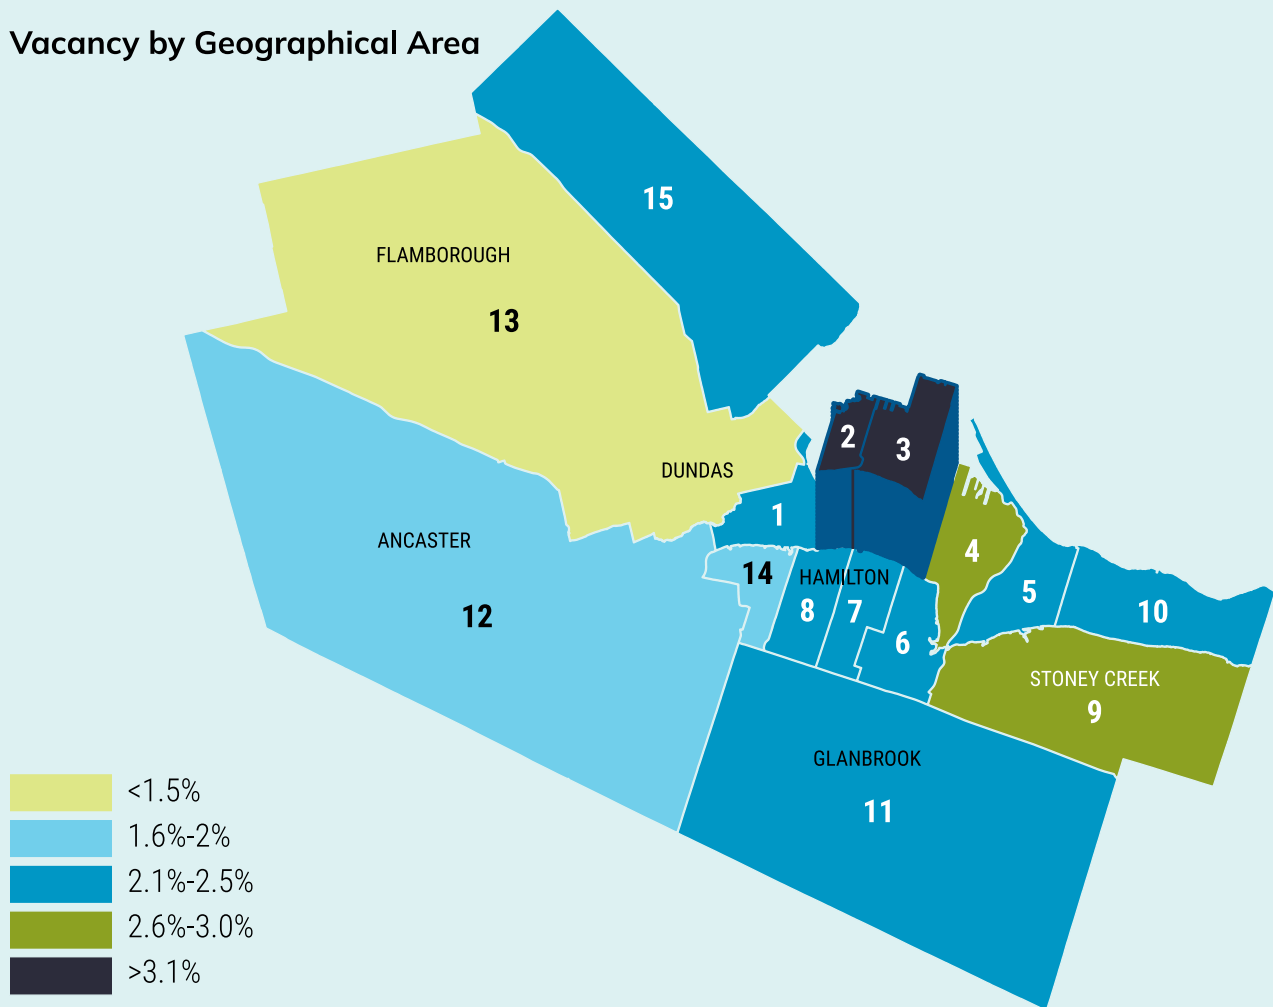 Vacancy by Geographical Area
15
FLAMBOROUGH
13
2
3
DUNDAS
1
ANCASTER
4
14
HAMILTON
12
8
7
6
5
10
STONEY CREEK
9
GLANBROOK
11
<1.5%
1.6%-2%
2.1%-2.5%
2.6%-3.0%
>3.1%